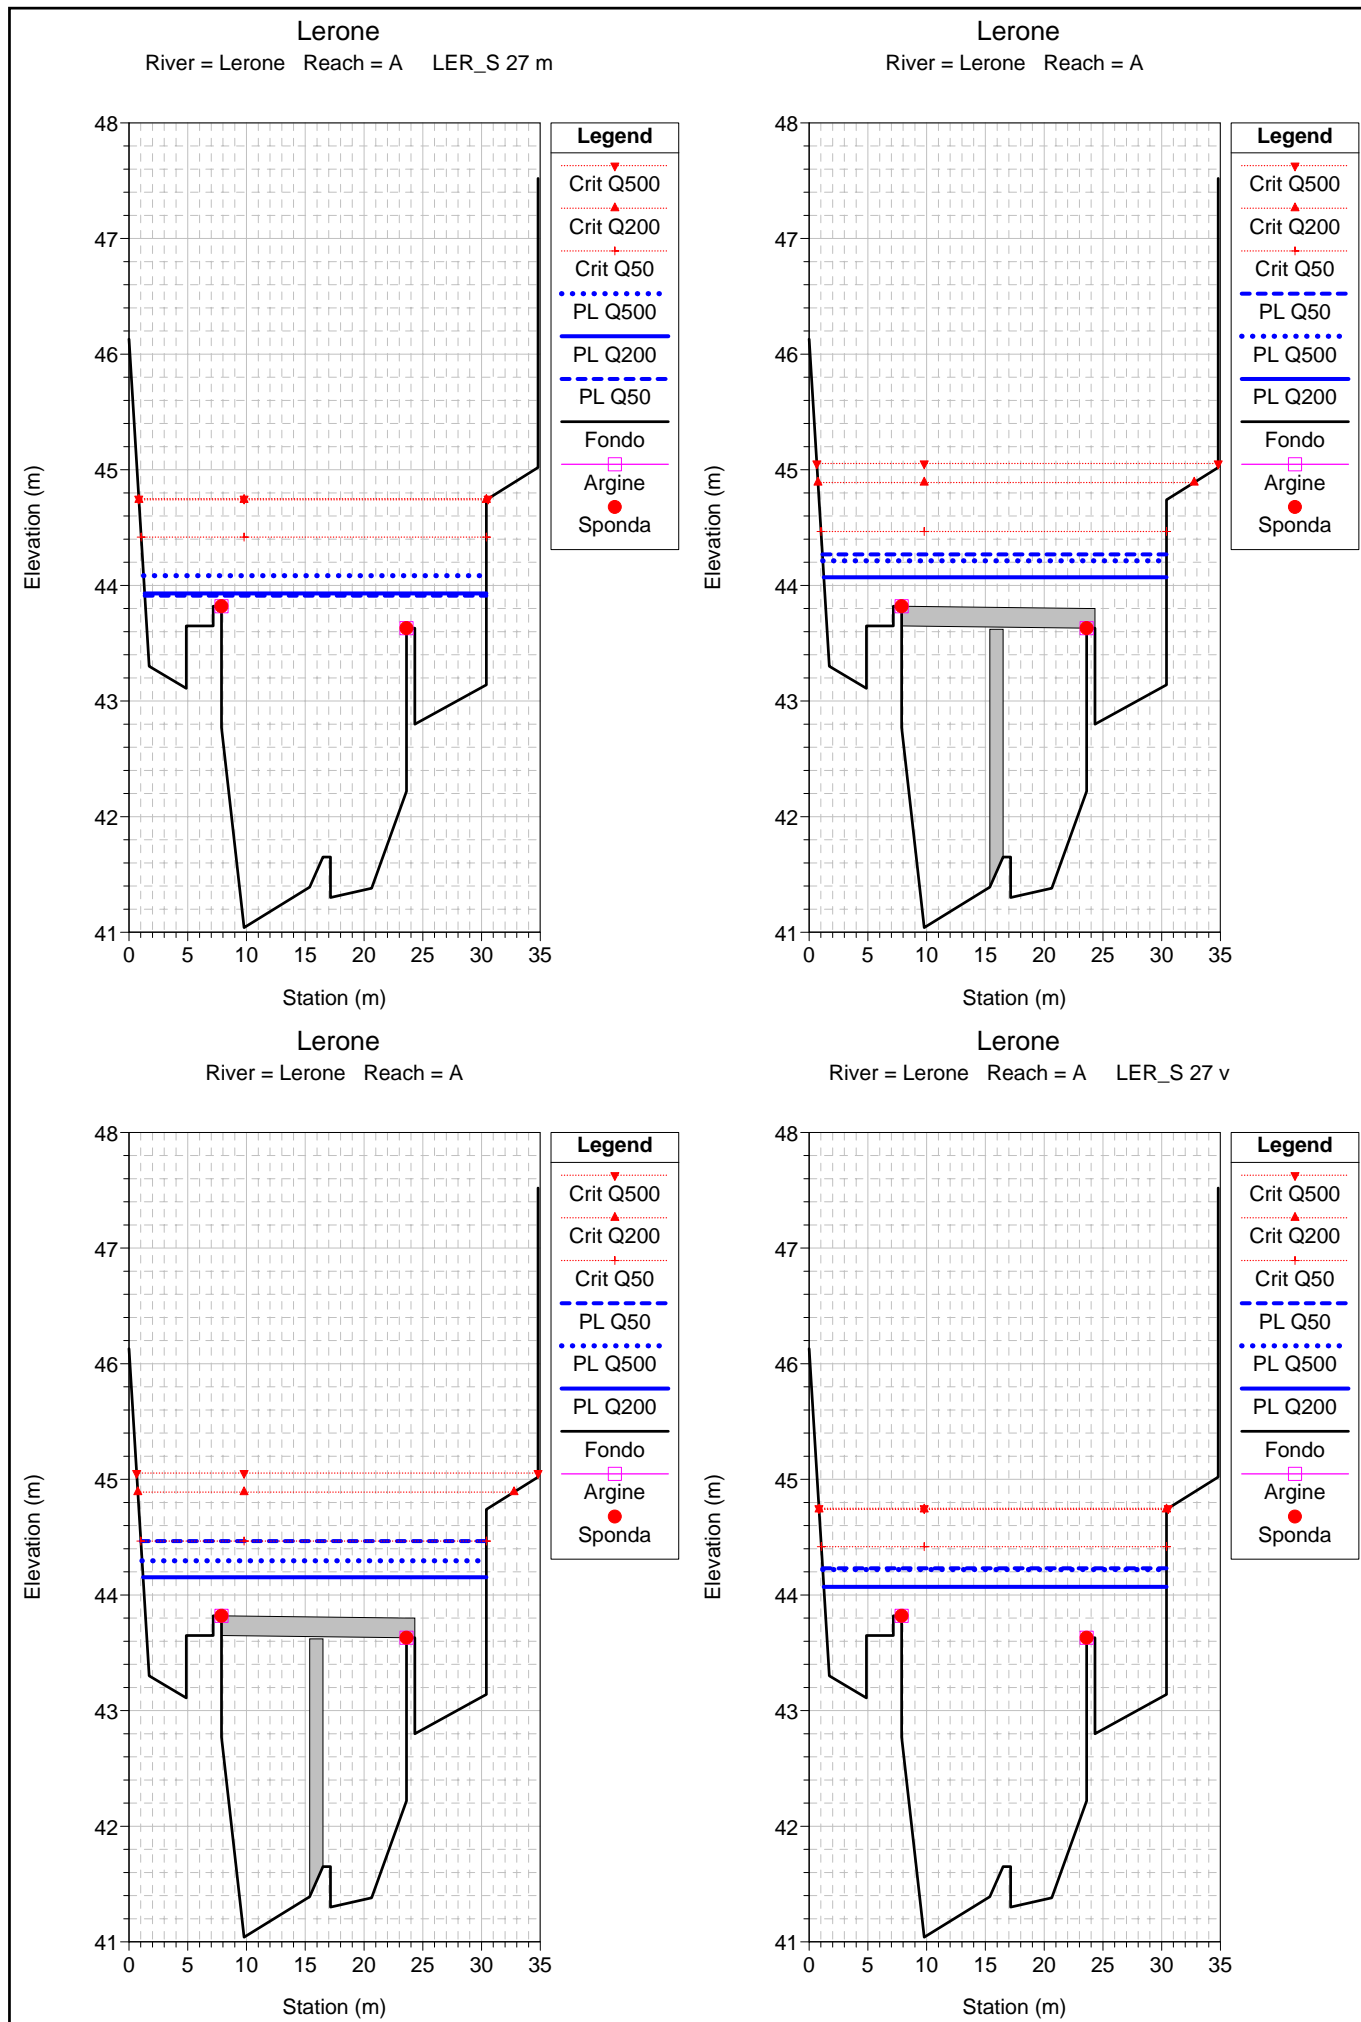 Lerone
River = Lerone Reach = A LER_S 27 m
48
47
46
45
44
43
42
41
Elevation (m)
0 5 10 15 20 25 30 35
Station (m)
Legend
Crit Q500
Crit Q200
Crit Q50
PL Q500
PL Q200
PL Q50
Fondo
Argine
Sponda
Lerone
River = Lerone Reach = A
48
47
46
45
44
43
42
41
Elevation (m)
0 5 10 15 20 25 30 35
Station (m)
Legend
Crit Q500
Crit Q200
Crit Q50
PL Q50
PL Q500
PL Q200
Fondo
Argine
Sponda
Lerone
River = Lerone Reach = A
48
47
46
45
44
43
42
41
Elevation (m)
0 5 10 15 20 25 30 35
Station (m)
Legend
Crit Q500
Crit Q200
Crit Q50
PL Q50
PL Q500
PL Q200
Fondo
Argine
Sponda
Lerone
River = Lerone Reach = A LER_S 27 v
48
47
46
45
44
43
42
41
Elevation (m)
0 5 10 15 20 25 30 35
Station (m)
Legend
Crit Q500
Crit Q200
Crit Q50
PL Q50
PL Q500
PL Q200
Fondo
Argine
Sponda